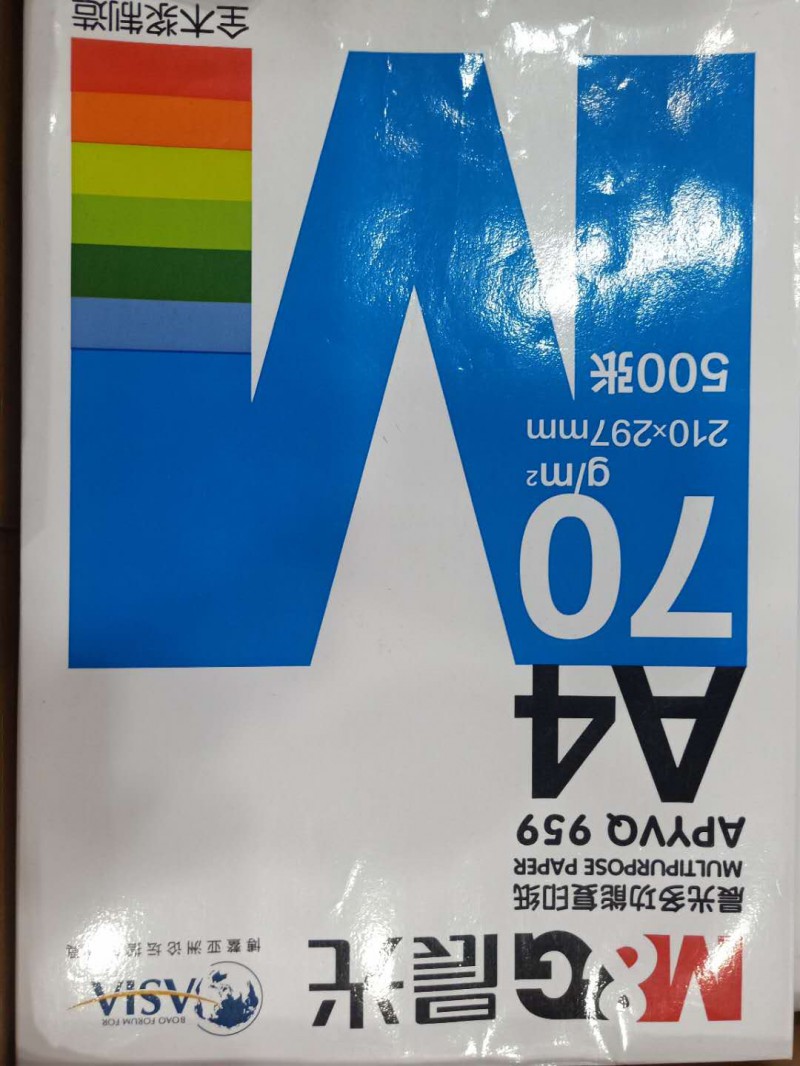 M&G晨光
BOAO FORUM FOR
ASIA
博鳌亚洲论坛
晨光多功能复印纸
MULTIPURPOSE PAPER
APYVQ 959
A4
70
g/m²
210×297mm
500张
全木浆制造